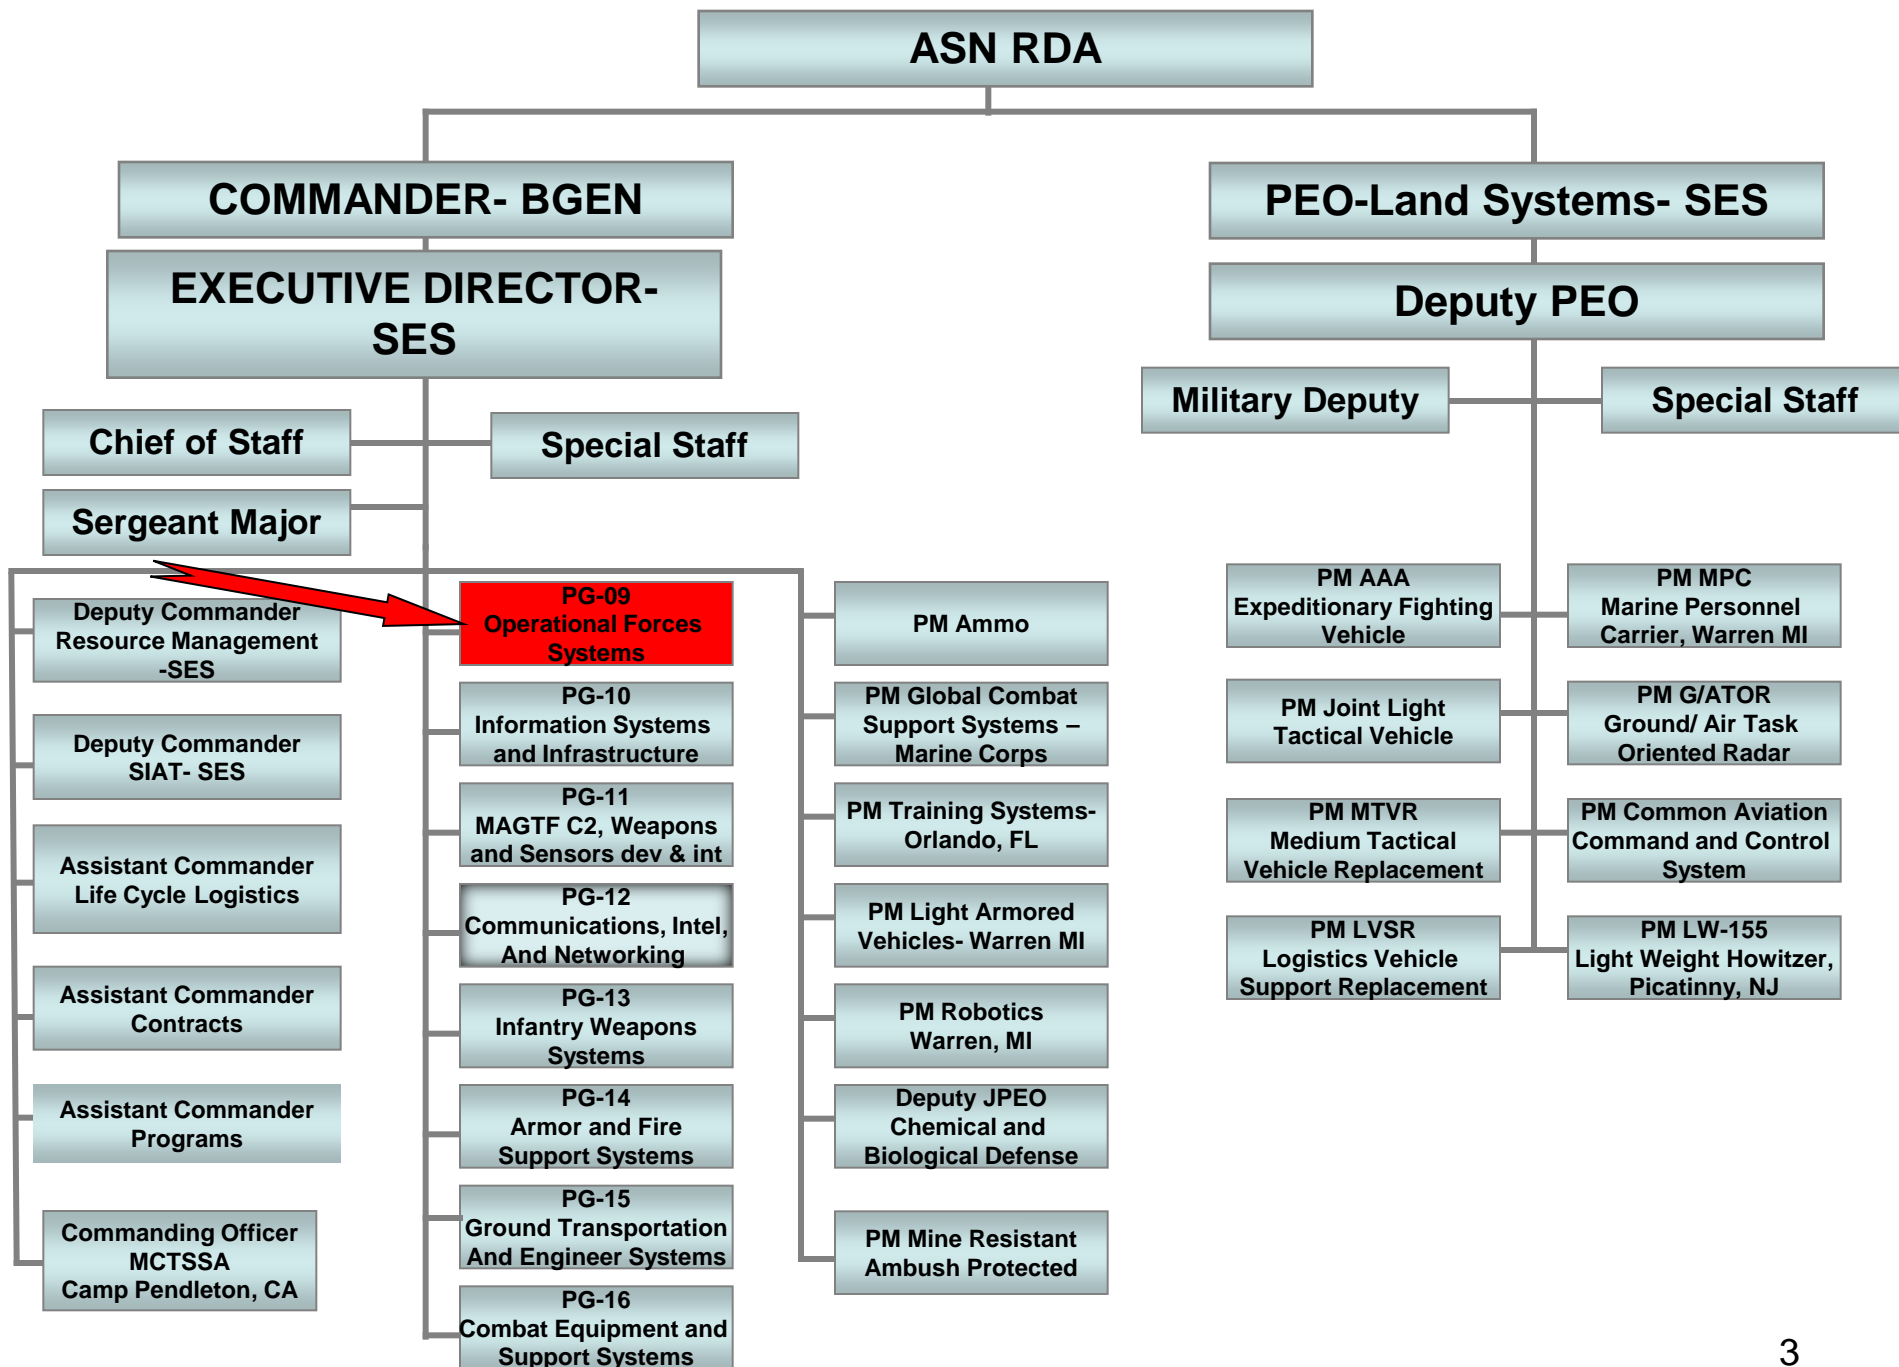 ASN RDA
COMMANDER- BGEN
EXECUTIVE DIRECTOR-
SES
Chief of Staff
Special Staff
Sergeant Major
Deputy Commander
Resource Management
-SES
Deputy Commander
SIAT- SES
Assistant Commander
Life Cycle Logistics
Assistant Commander
Contracts
Assistant Commander
Programs
Commanding Officer
MCTSSA
Camp Pendleton, CA
PG-09
Operational Forces
Systems
PG-10
Information Systems
and Infrastructure
PG-11
MAGTF C2, Weapons
and Sensors dev & int
PG-12
Communications, Intel,
And Networking
PG-13
Infantry Weapons
Systems
PG-14
Armor and Fire
Support Systems
PG-15
Ground Transportation
And Engineer Systems
PG-16
Combat Equipment and
Support Systems
PM Ammo
PM Global Combat
Support Systems –
Marine Corps
PM Training Systems-
Orlando, FL
PM Light Armored
Vehicles- Warren MI
PM Robotics
Warren, MI
Deputy JPEO
Chemical and
Biological Defense
PM Mine Resistant
Ambush Protected
PEO-Land Systems- SES
Deputy PEO
Military Deputy
Special Staff
PM AAA
Expeditionary Fighting
Vehicle
PM MPC
Marine Personnel
Carrier, Warren MI
PM Joint Light
Tactical Vehicle
PM G/ATOR
Ground/ Air Task
Oriented Radar
PM MTVR
Medium Tactical
Vehicle Replacement
PM Common Aviation
Command and Control
System
PM LVSR
Logistics Vehicle
Support Replacement
PM LW-155
Light Weight Howitzer,
Picatinny, NJ
3